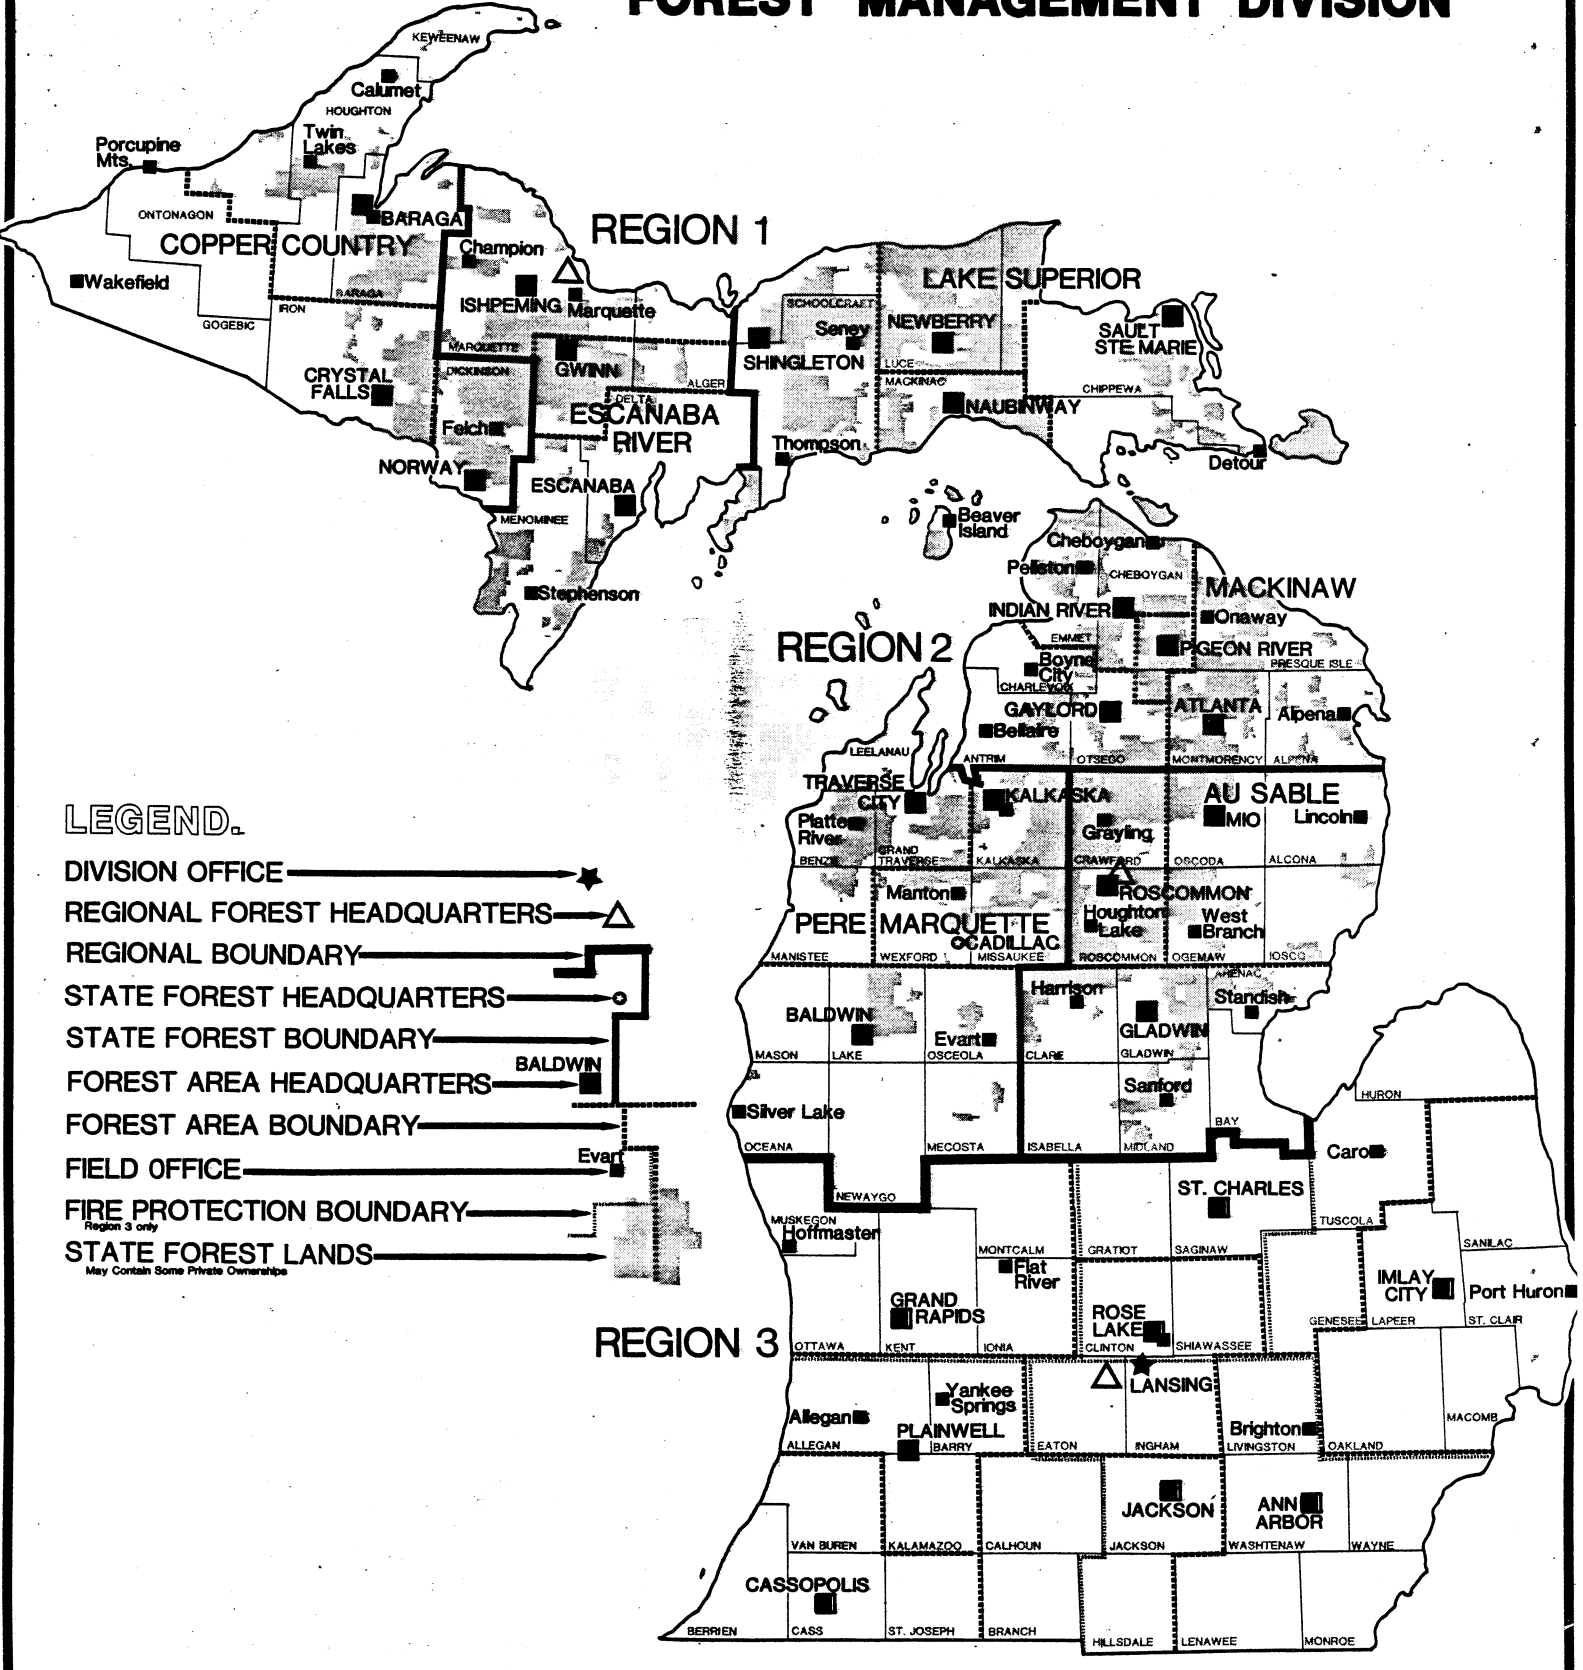 FOREST MANAGEMENT DIVISION
KEWEENAW
Calumet
HOUGHTON
Twin
Lakes
Porcupine
Mts.
ONTONAGON
BARAGA
COPPER COUNTRY
Wakefield
BARAGA
IRON
GOGEBIC
CRYSTAL
FALLS
REGION 1
Champion
ISHPEMING
Marquette
MARQUETTE
DICKINSON
GWINN
ALGER
DELTA
ESCANABA
RIVER
Felch
NORWAY
ESCANABA
MENOMINEE
Stephenson
LAKE SUPERIOR
SCHOOLCRAFT
Seney
NEWBERRY
SHINGLETON
LUCE
MACKINAC
NAUBINWAY
SAULT
STE MARIE
CHIPPEWA
Thompson
Detour
Beaver
Island
Cheboygan
Pellston
CHEBOYGAN
MACKINAW
INDIAN RIVER
Onaway
EMMET
PIGEON RIVER
PRESQUE ISLE
REGION 2
Boyne
City
CHARLEVOIX
GAYLORD
ATLANTA
Alpena
Bellaire
LEELANAU
ANTRIM
OTSEGO
MONTMORENCY
ALPENA
TRAVERSE
CITY
KALKASKA
AU SABLE
MIO
Lincoln
Platte
River
Grayling
BENZIE
GRAND
TRAVERSE
KALKASKA
CRAWFORD
OSCODA
ALCONA
Manton
ROSCOMMON
Houghton
Lake
West
Branch
PERE MARQUETTE
CADILLAC
MANISTEE
WEXFORD
MISSAUKEE
ROSCOMMON
OGEMAW
IOSCO
ARENAC
Harrison
Standish
BALDWIN
Evart
GLADWIN
MASON
LAKE
OSCEOLA
CLARE
GLADWIN
Sanford
Silver Lake
HURON
OCEANA
MECOSTA
ISABELLA
MIDLAND
BAY
Caro
NEWAYGO
ST. CHARLES
MUSKEGON
Hoffmaster
TUSCOLA
MONTCALM
GRATIOT
SAGINAW
SANILAC
Flat
River
IMLAY
CITY
Port Huron
GRAND
RAPIDS
ROSE
LAKE
REGION 3
OTTAWA
KENT
IONIA
CLINTON
SHIAWASSEE
GENESEE
LAPEER
ST. CLAIR
LANSING
Yankee
Springs
Allegan
PLAINWELL
Brighton
MACOMB
ALLEGAN
BARRY
EATON
INGHAM
LIVINGSTON
OAKLAND
JACKSON
ANN
ARBOR
VAN BUREN
KALAMAZOO
CALHOUN
JACKSON
WASHTENAW
WAYNE
CASSOPOLIS
BERRIEN
CASS
ST. JOSEPH
BRANCH
HILLSDALE
LENAWEE
MONROE
LEGEND.
DIVISION OFFICE
REGIONAL FOREST HEADQUARTERS
REGIONAL BOUNDARY
STATE FOREST HEADQUARTERS
STATE FOREST BOUNDARY
BALDWIN
FOREST AREA HEADQUARTERS
FOREST AREA BOUNDARY
Evart
FIELD OFFICE
FIRE PROTECTION BOUNDARY
Region 3 only
STATE FOREST LANDS
May Contain Some Private Ownerships